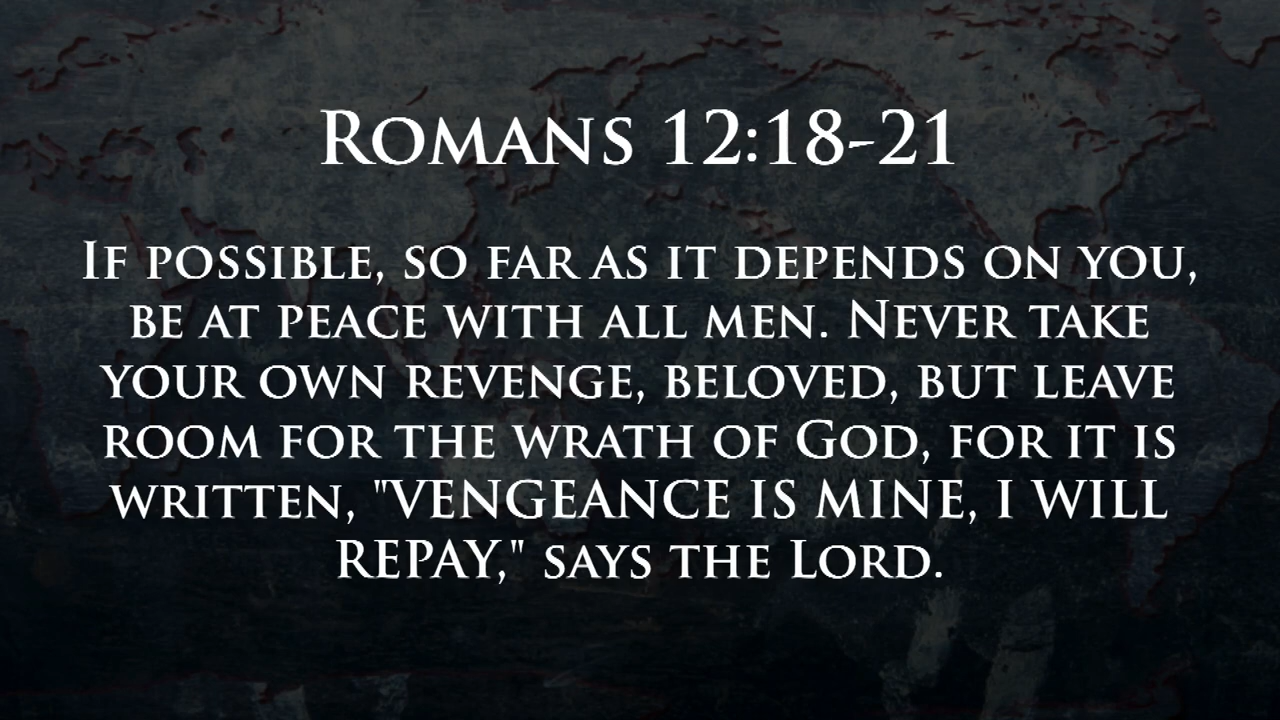 Romans 12:18-21
If possible, so far as it depends on you,
be at peace with all men. Never take
your own revenge, beloved, but leave
room for the wrath of God, for it is
written, "VENGEANCE IS MINE, I WILL
REPAY," says the Lord.